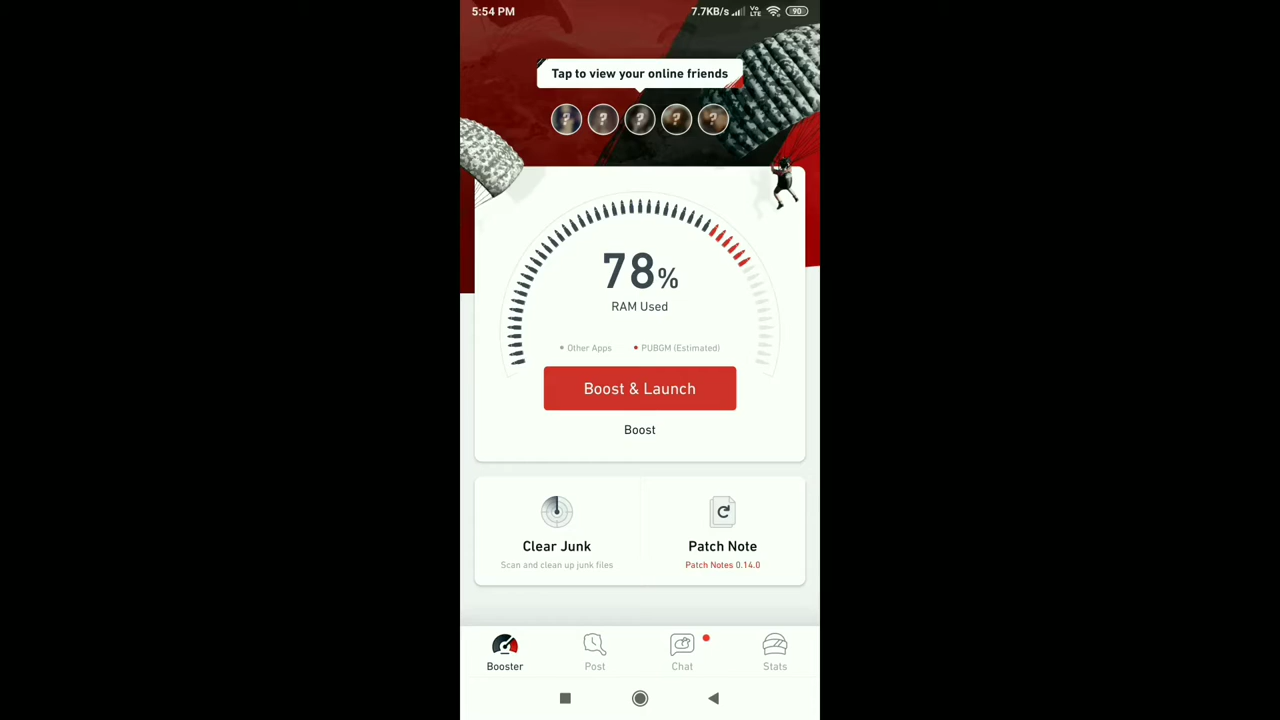 5:54 PM 7.7KB/s Vo LTE 90
Tap to view your online friends
? ? ? ? ?
78%
RAM Used
Other Apps PUBGM (Estimated)
Boost & Launch
Boost
Clear Junk Patch Note
Scan and clean up junk files Patch Notes 0.14.0
Booster Post Chat Stats